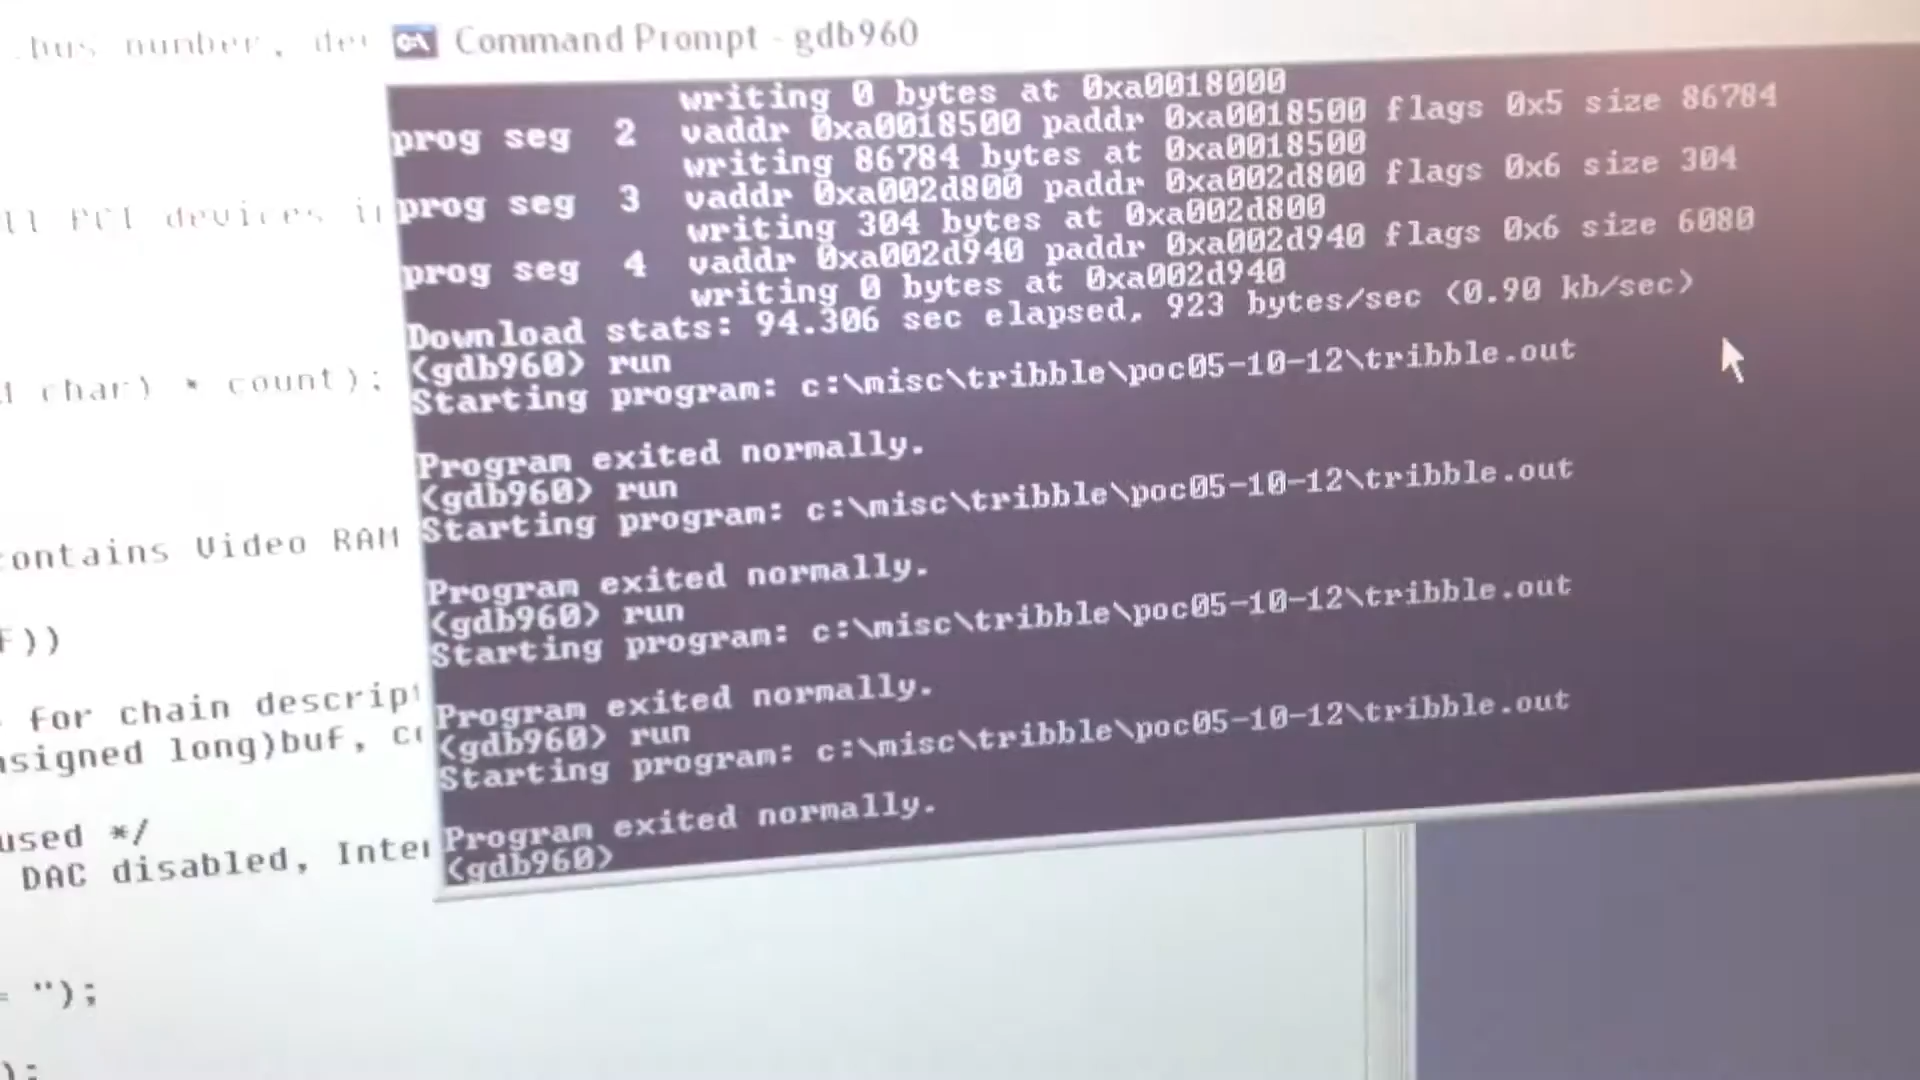 Command Prompt - gdb960
writing 0 bytes at 0xa0018000
prog seg 2 vaddr 0xa0018500 paddr 0xa0018500 flags 0x5 size 86784
writing 86784 bytes at 0xa0018500
prog seg 3 vaddr 0xa002d800 paddr 0xa002d800 flags 0x6 size 304
writing 304 bytes at 0xa002d800
prog seg 4 vaddr 0xa002d940 paddr 0xa002d940 flags 0x6 size 6080
writing 0 bytes at 0xa002d940
Download stats: 94.306 sec elapsed, 923 bytes/sec (0.90 kb/sec)
(gdb960) run
Starting program: c:\misc\tribble\poc05-10-12\tribble.out
Program exited normally.
(gdb960) run
Starting program: c:\misc\tribble\poc05-10-12\tribble.out
Program exited normally.
(gdb960) run
Starting program: c:\misc\tribble\poc05-10-12\tribble.out
Program exited normally.
(gdb960) run
Starting program: c:\misc\tribble\poc05-10-12\tribble.out
Program exited normally.
(gdb960)
bus number,
PCI devices
char) * count);
contains Video RAM
F))
for chain descript
signed long)buf,
used */
DAC disabled, Inter
= ");
);